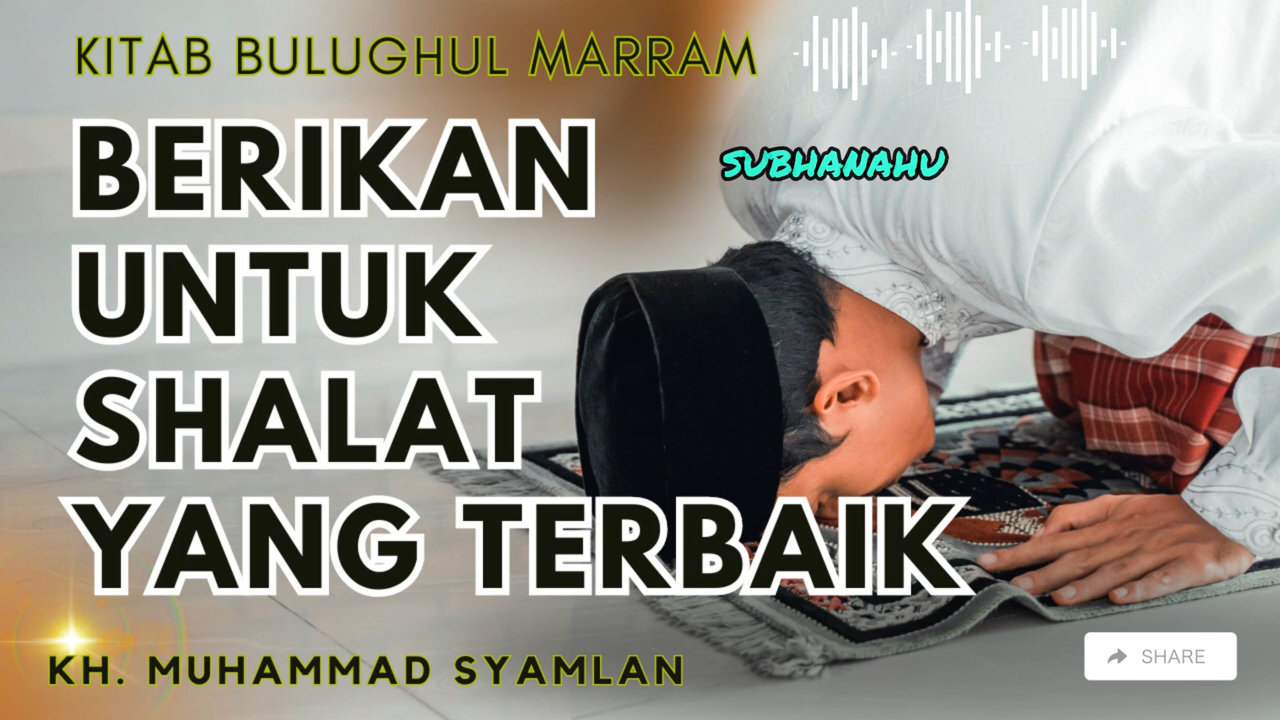 KITAB BULUGHUL MARRAM
BERIKAN
UNTUK
SHALAT
YANG TERBAIK
SUBHANAHU
KH. MUHAMMAD SYAMLAN
SHARE